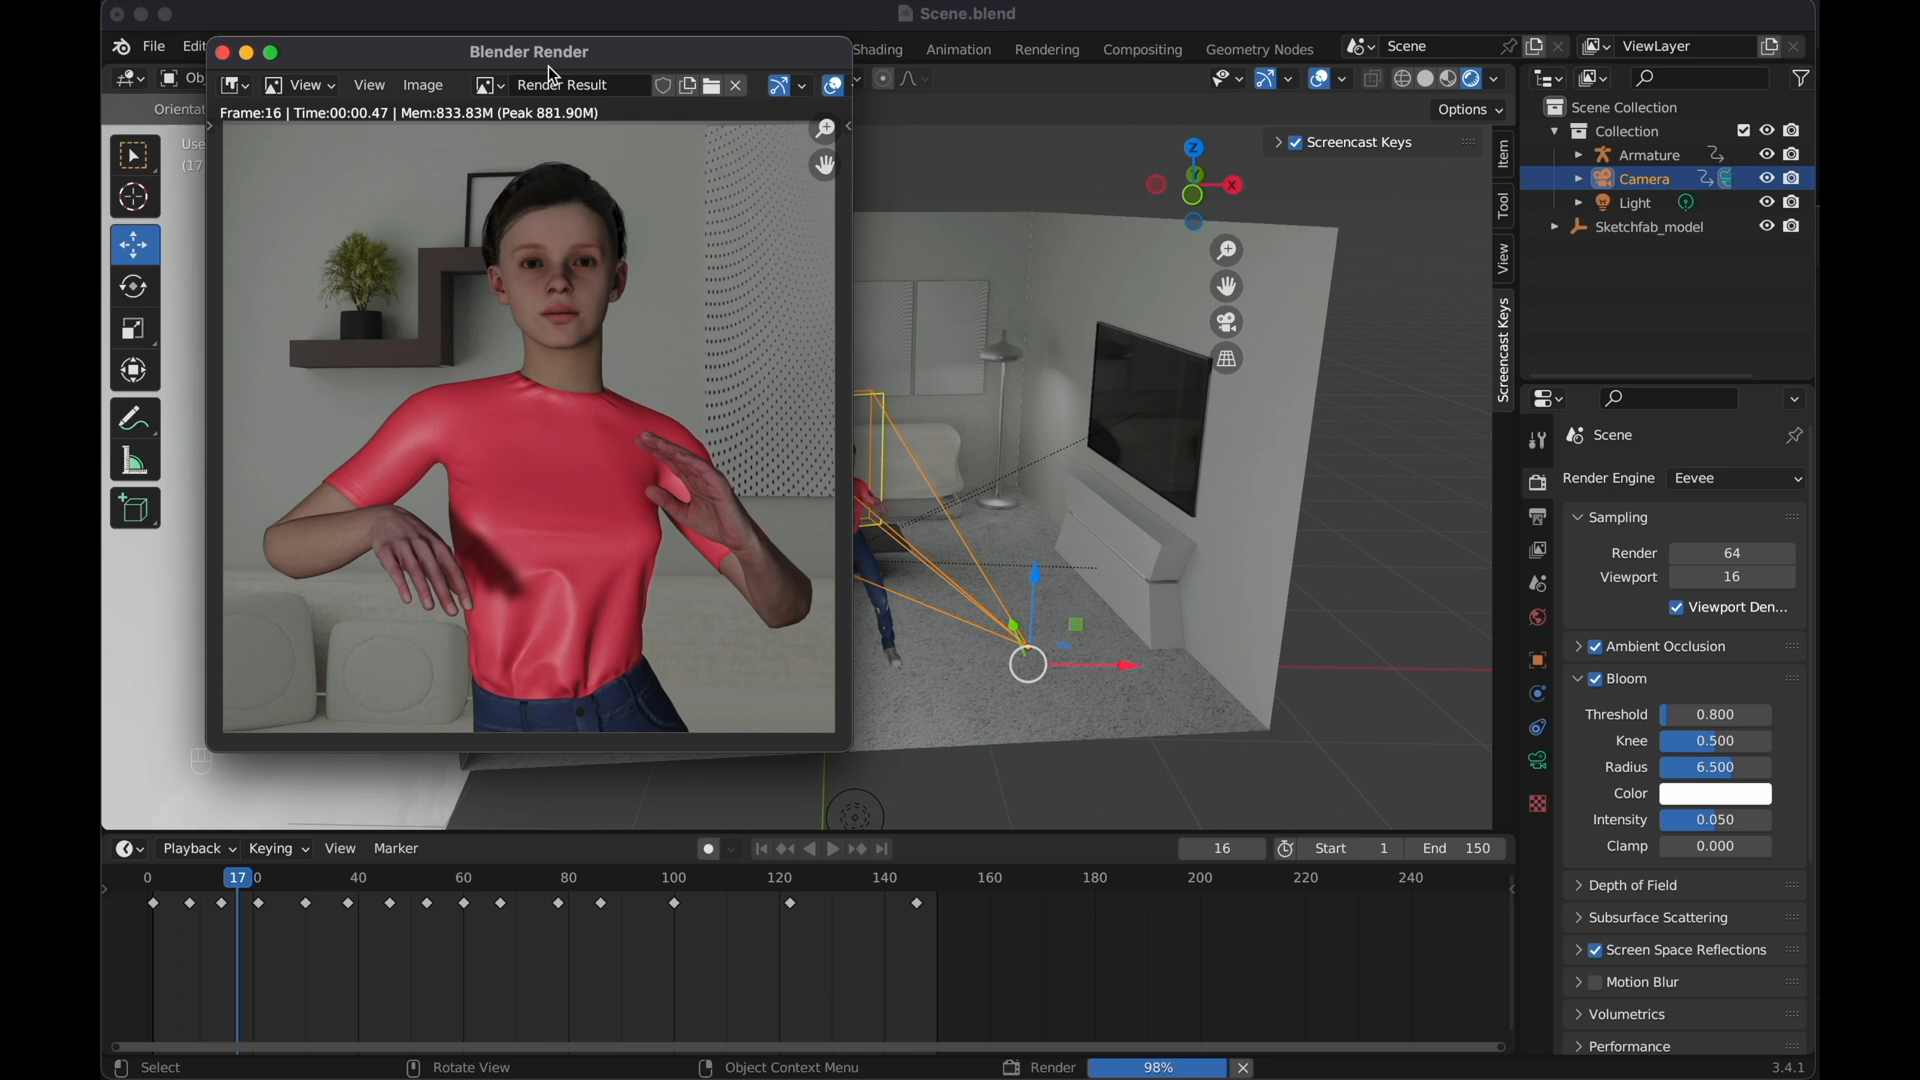 Scene.blend
File
Edit
Shading
Animation
Rendering
Compositing
Geometry Nodes
Scene
ViewLayer
Blender Render
View
View
Image
Render Result
Frame:16 | Time:00:00.47 | Mem:833.83M (Peak 881.90M)
Ob
Orientat
Use
(17
Options
Screencast Keys
Z
Y
X
Item
Tool
View
Screencast Keys
Scene Collection
Collection
Armature
Camera
Light
Sketchfab_model
Scene
Render Engine Eevee
Sampling
Render 64
Viewport 16
Viewport Den...
Ambient Occlusion
Bloom
Threshold 0.800
Knee 0.500
Radius 6.500
Color
Intensity 0.050
Clamp 0.000
Depth of Field
Subsurface Scattering
Screen Space Reflections
Motion Blur
Volumetrics
Performance
Playback
Keying
View
Marker
16
Start 1
End 150
0 17 0 40 60 80 100 120 140 160 180 200 220 240
Select
Rotate View
Object Context Menu
Render 98%
3.4.1